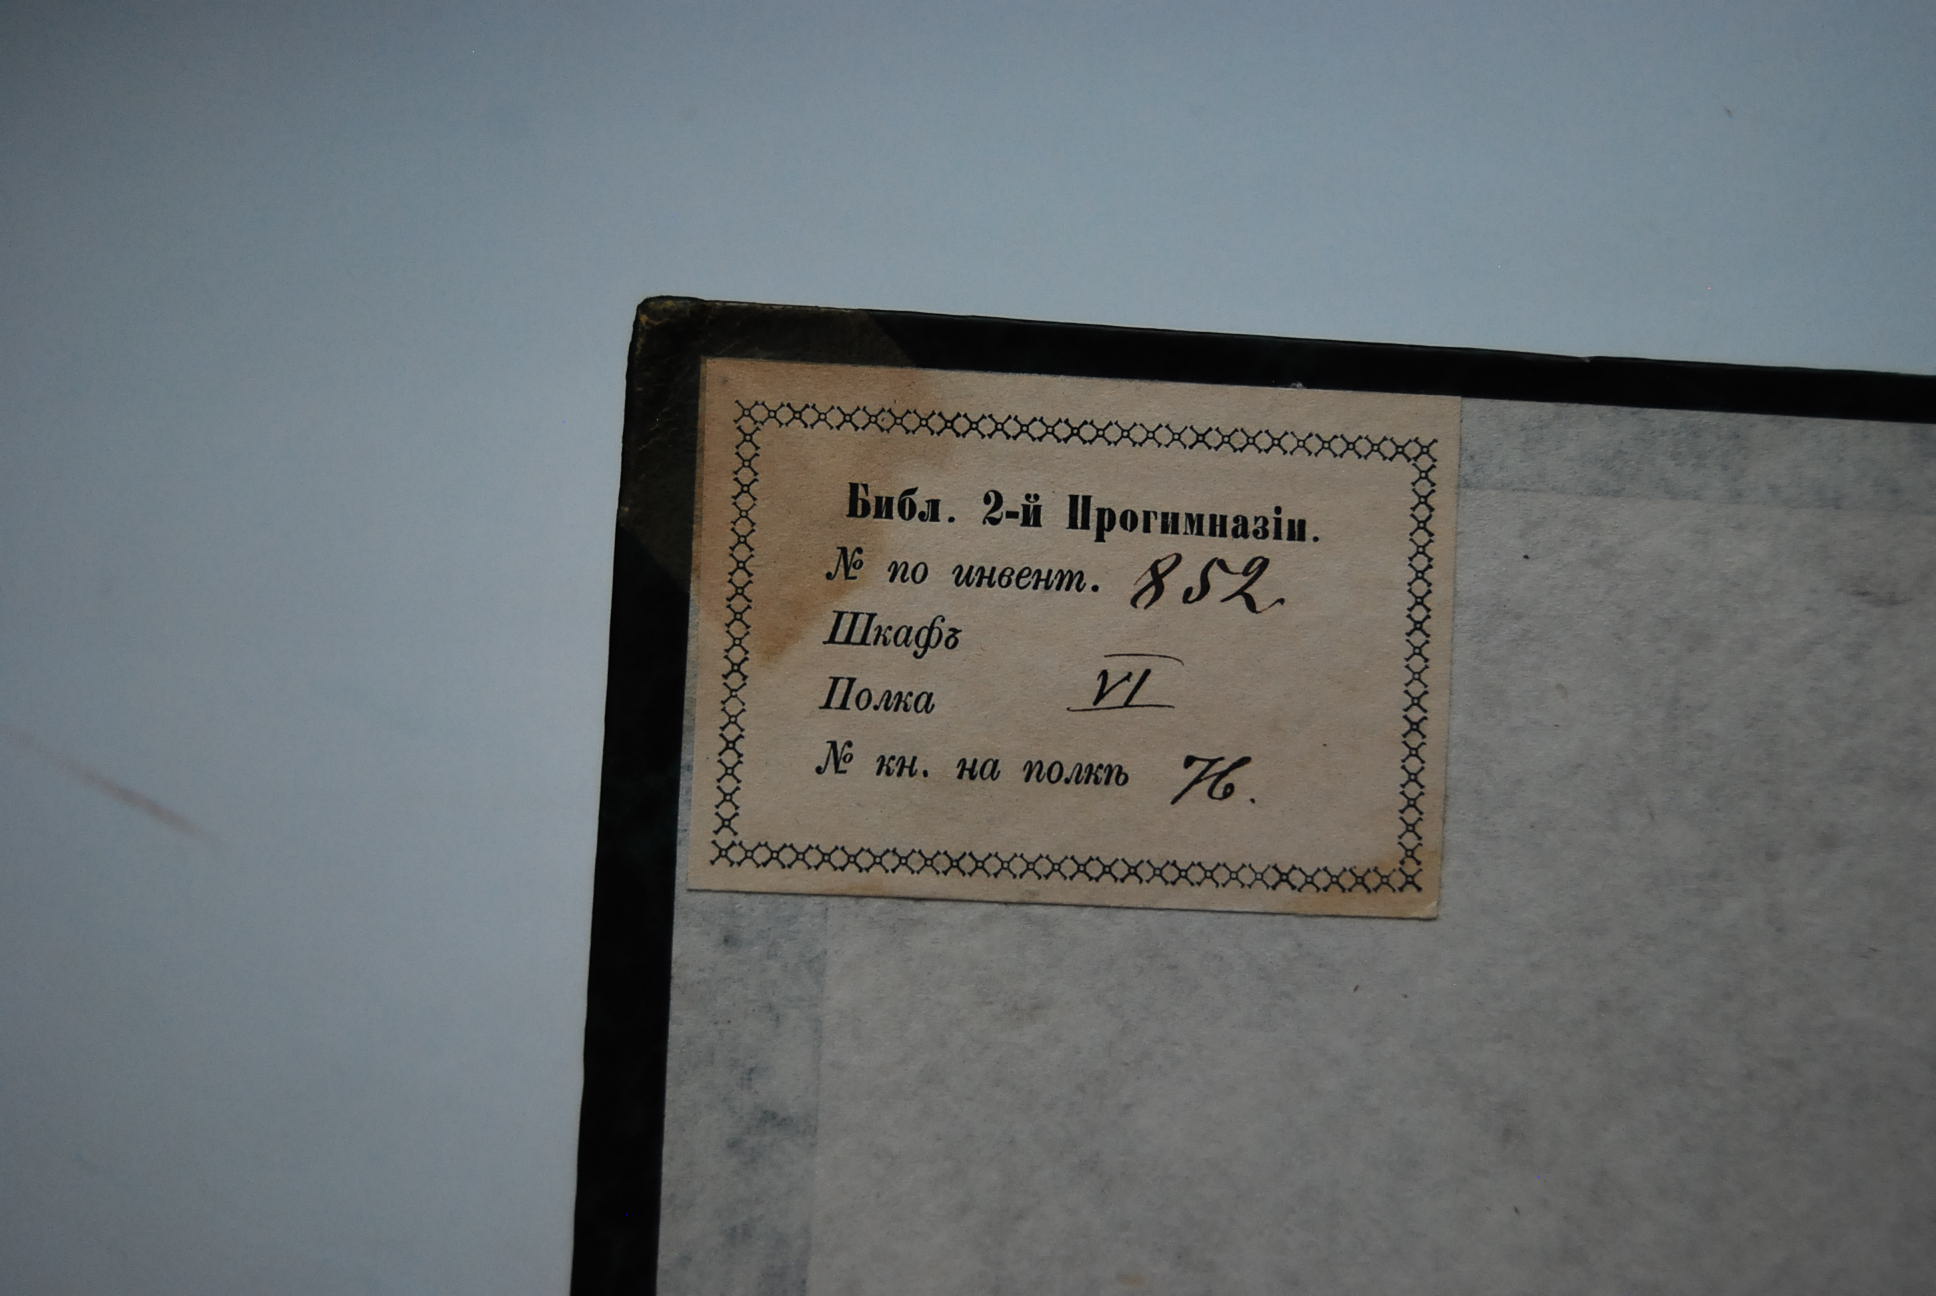 Библ. 2-й Прогимназіи.
№ по инвент. 852
Шкафъ
Полка VI
№ кн. на полкѣ 76.